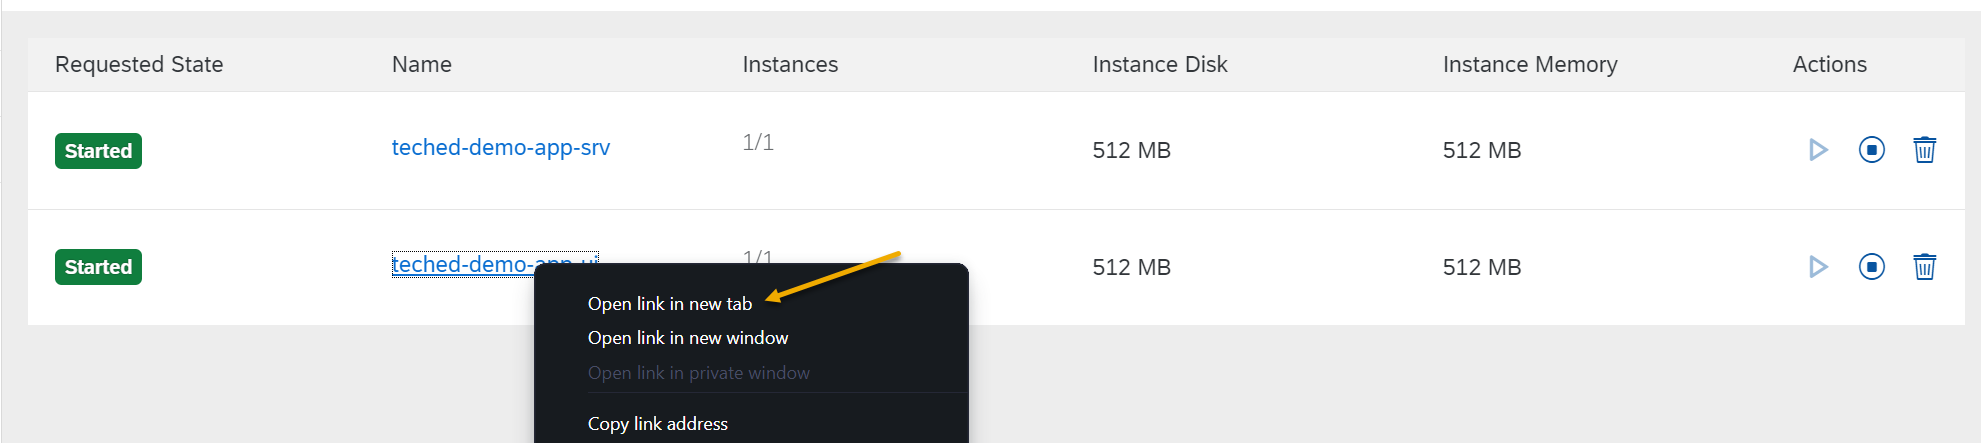 Requested State Name Instances Instance Disk Instance Memory Actions
Started teched-demo-app-srv 1/1 512 MB 512 MB
Started teched-demo-app-ui 1/1 512 MB 512 MB
Open link in new tab
Open link in new window
Open link in private window
Copy link address